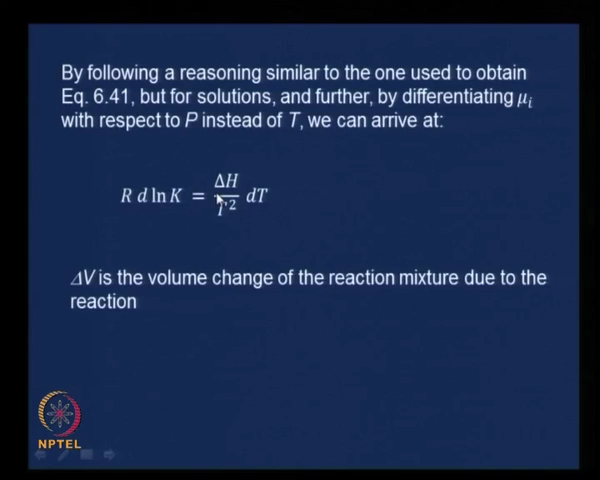 By following a reasoning similar to the one used to obtain
Eq. 6.41, but for solutions, and further, by differentiating μᵢ
with respect to P instead of T, we can arrive at:
R d ln K = ΔH/T² dT
ΔV is the volume change of the reaction mixture due to the
reaction
NPTEL